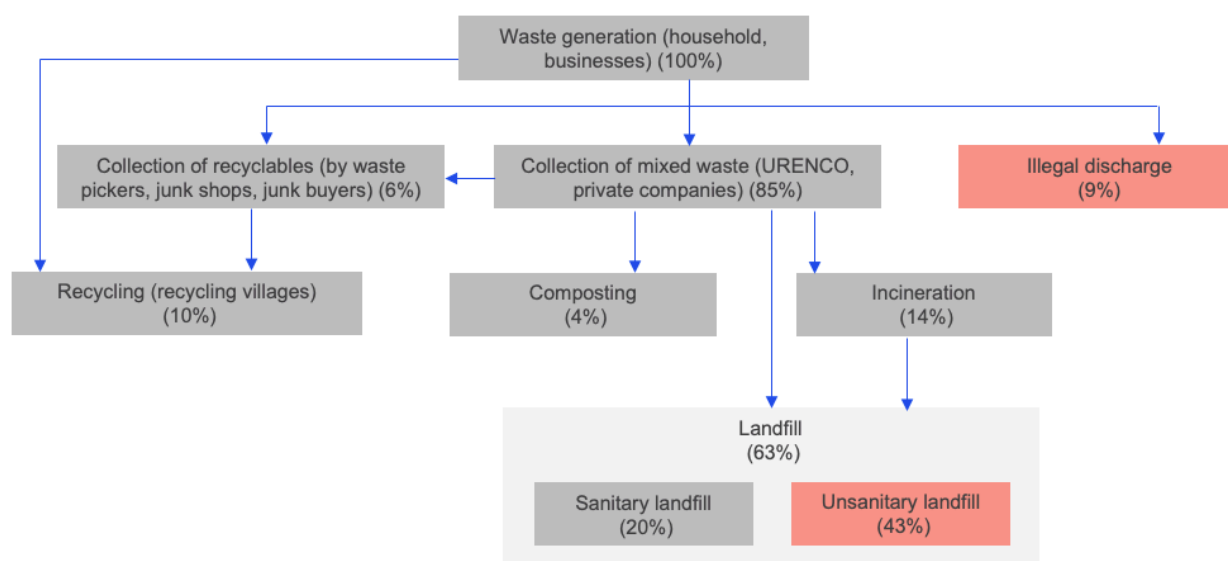 Waste generation (household,
businesses) (100%)
Collection of recyclables (by waste
pickers, junk shops, junk buyers) (6%)
Collection of mixed waste (URENCO,
private companies) (85%)
Illegal discharge
(9%)
Recycling (recycling villages)
(10%)
Composting
(4%)
Incineration
(14%)
Landfill
(63%)
Sanitary landfill
(20%)
Unsanitary landfill
(43%)